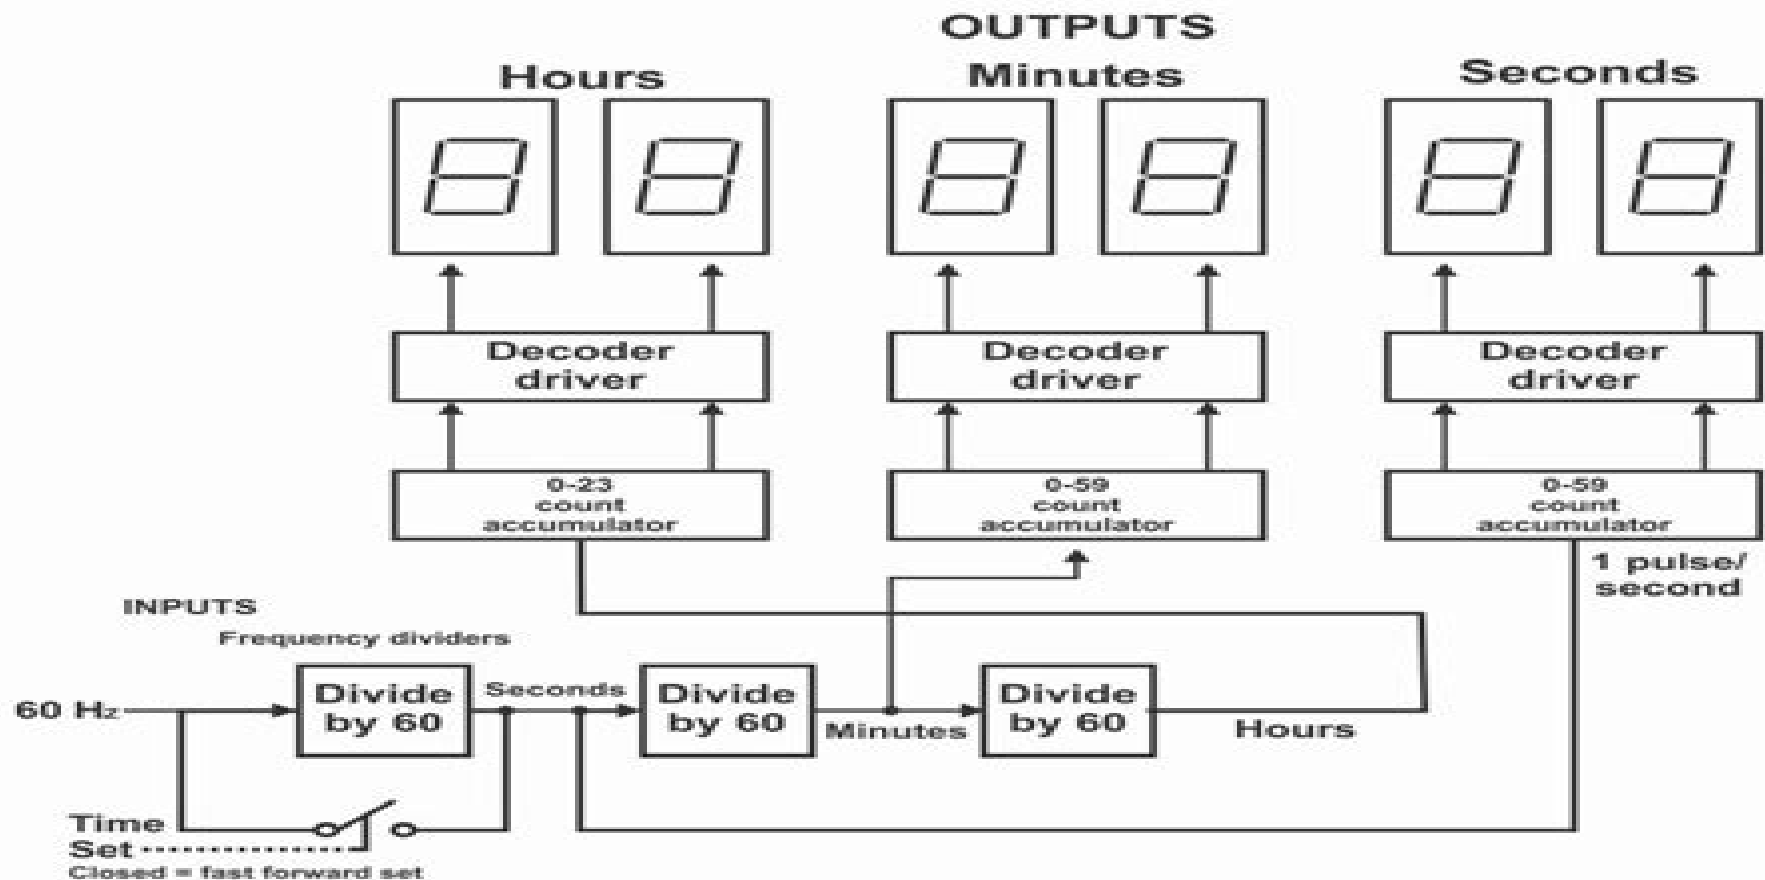 OUTPUTS
Hours
Minutes
Seconds
Decoder
driver
Decoder
driver
Decoder
driver
0-23
count
accumulator
0-59
count
accumulator
0-59
count
accumulator
1 pulse/
second
INPUTS
Frequency dividers
60 Hz
Divide
by 60
Seconds
Divide
by 60
Minutes
Divide
by 60
Hours
Time
Set
Closed = fast forward set